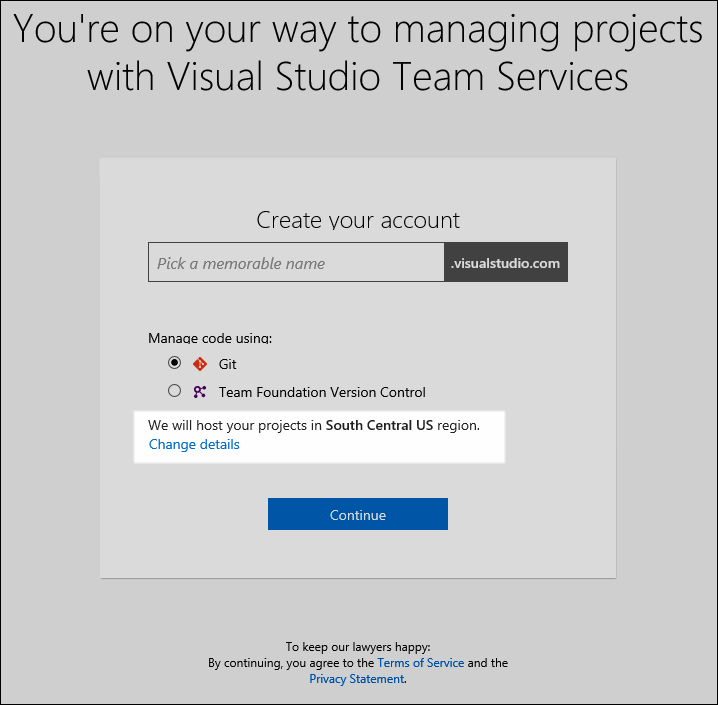 You're on your way to managing projects
with Visual Studio Team Services
Create your account
Pick a memorable name .visualstudio.com
Manage code using:
Git
Team Foundation Version Control
We will host your projects in South Central US region.
Change details
Continue
To keep our lawyers happy:
By continuing, you agree to the Terms of Service and the
Privacy Statement.